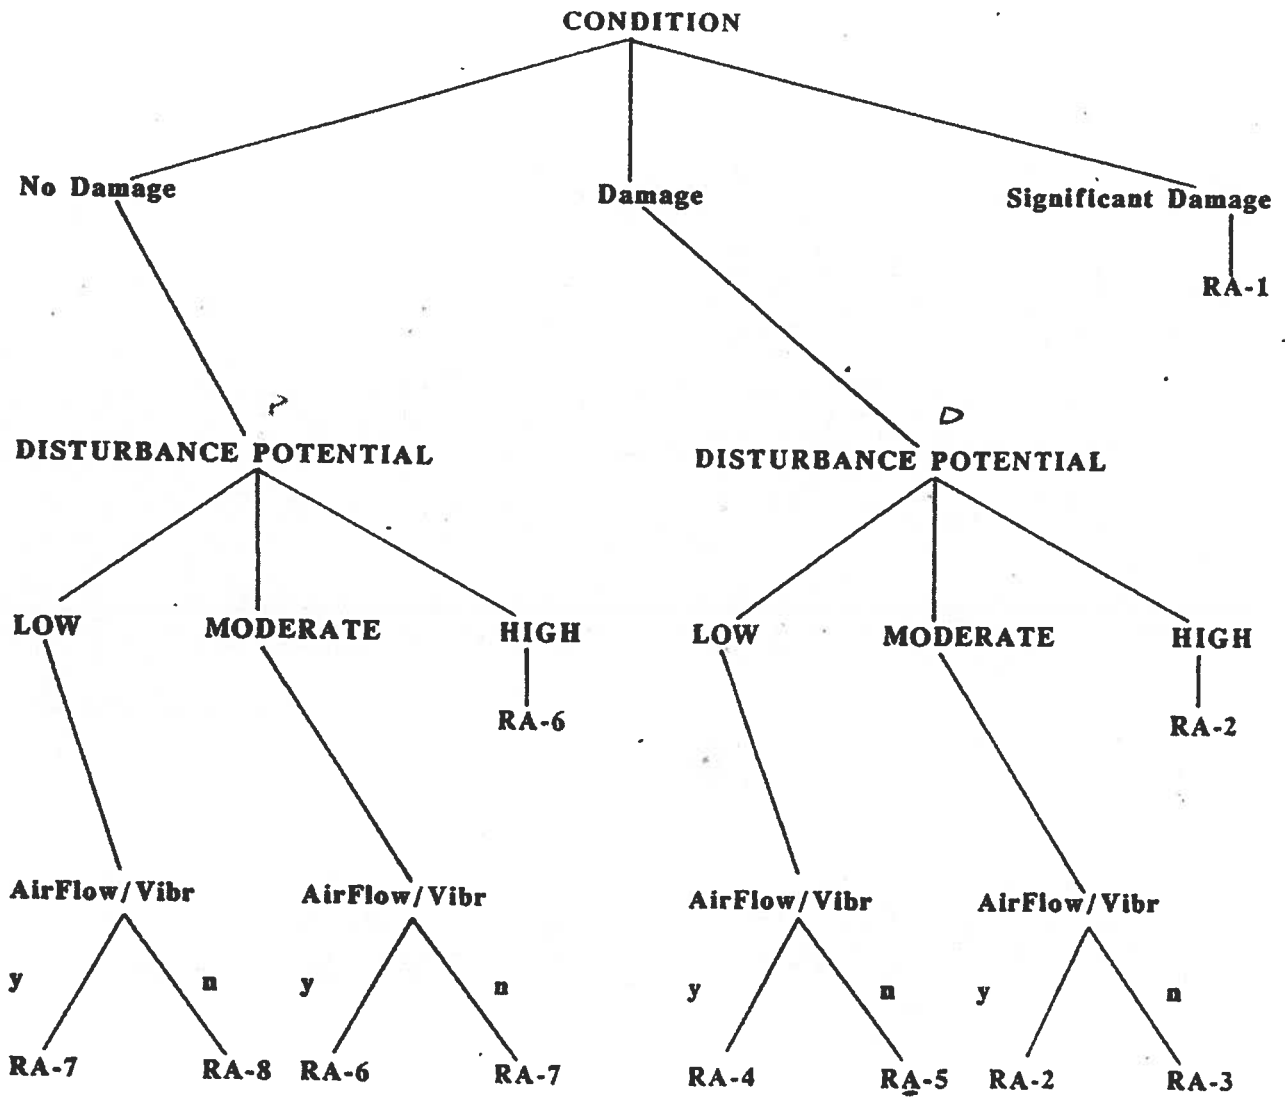 CONDITION
No Damage
Damage
Significant Damage
RA-1
D
DISTURBANCE POTENTIAL
DISTURBANCE POTENTIAL
LOW
MODERATE
HIGH
LOW
MODERATE
HIGH
RA-6
RA-2
AirFlow/Vibr
AirFlow/Vibr
AirFlow/Vibr
AirFlow/Vibr
y
n
y
n
y
n
y
n
RA-7
RA-8
RA-6
RA-7
RA-4
RA-5
RA-2
RA-3